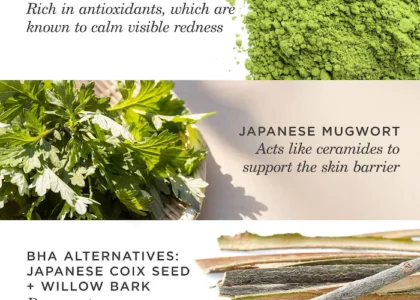 Rich in antioxidants, which are
known to calm visible redness
JAPANESE MUGWORT
Acts like ceramides to
support the skin barrier
BHA ALTERNATIVES:
JAPANESE COIX SEED
+ WILLOW BARK